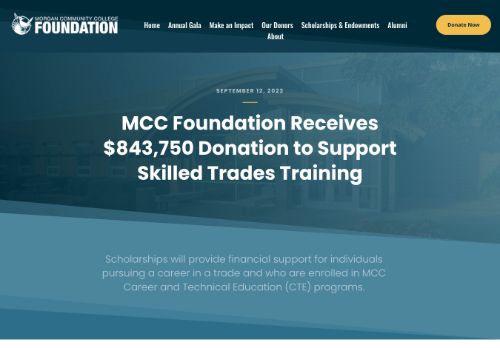 MORGAN COMMUNITY COLLEGE
FOUNDATION
Home Annual Gala Make an Impact Our Donors Scholarships & Endowments Alumni
About
Donate Now
SEPTEMBER 12, 2023
MCC Foundation Receives
$843,750 Donation to Support
Skilled Trades Training
Scholarships will provide financial support for individuals
pursuing a career in a trade and who are enrolled in MCC
Career and Technical Education (CTE) programs.